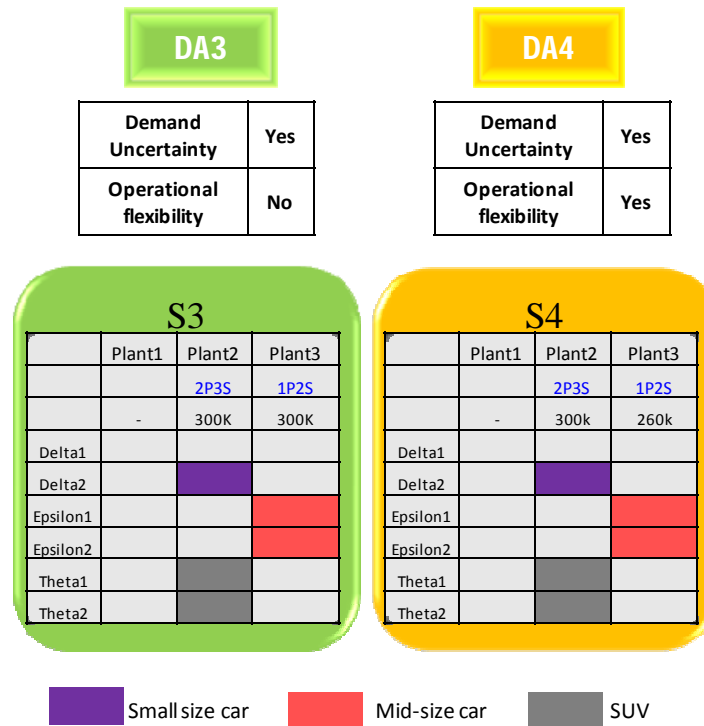 DA3
DA4
Demand Uncertainty Yes
Operational flexibility No
Demand Uncertainty Yes
Operational flexibility Yes
S3
Plant1 Plant2 Plant3
2P3S 1P2S
- 300K 300K
Delta1
Delta2
Epsilon1
Epsilon2
Theta1
Theta2
S4
Plant1 Plant2 Plant3
2P3S 1P2S
- 300k 260k
Delta1
Delta2
Epsilon1
Epsilon2
Theta1
Theta2
Small size car Mid-size car SUV